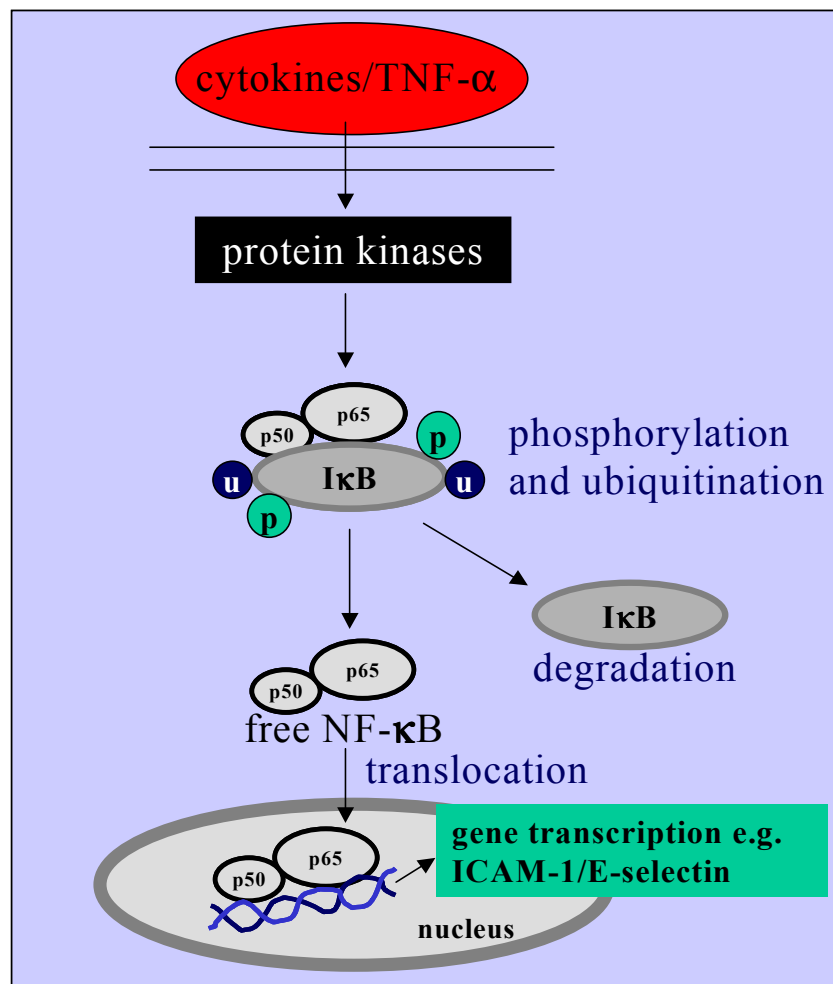 cytokines/TNF-α
protein kinases
p65
p50
p
phosphorylation
and ubiquitination
u
IκB
u
p
IκB
degradation
p65
p50
free NF-κB
translocation
gene transcription e.g.
ICAM-1/E-selectin
p65
p50
nucleus